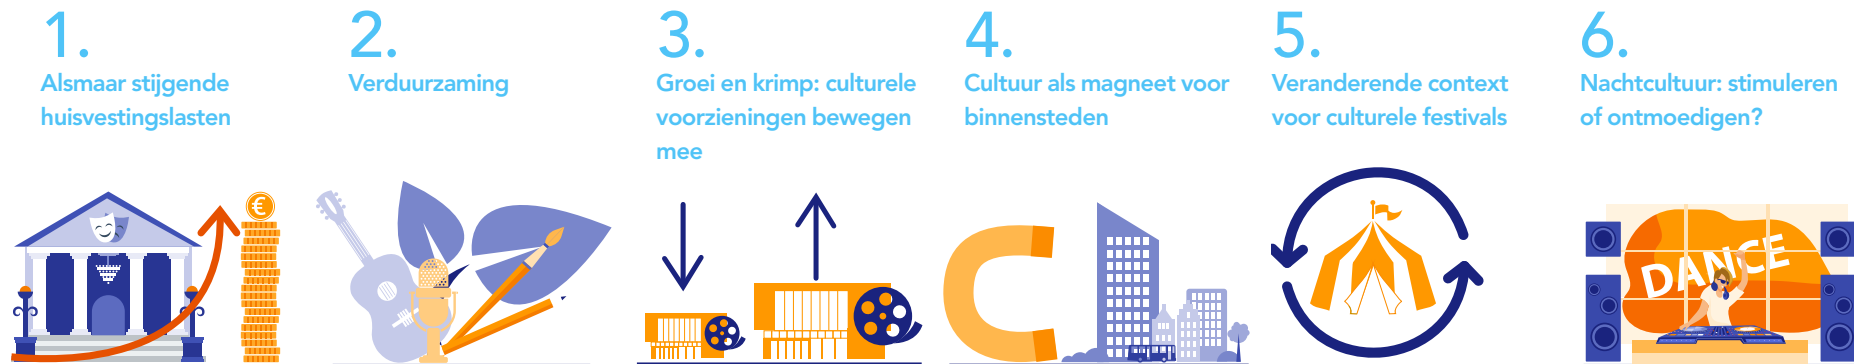 1.
Alsmaar stijgende
huisvestingslasten
2.
Verduurzaming
3.
Groei en krimp: culturele
voorzieningen bewegen
mee
4.
Cultuur als magneet voor
binnensteden
5.
Veranderende context
voor culturele festivals
6.
Nachtcultuur: stimuleren
of ontmoedigen?
€
DANCE